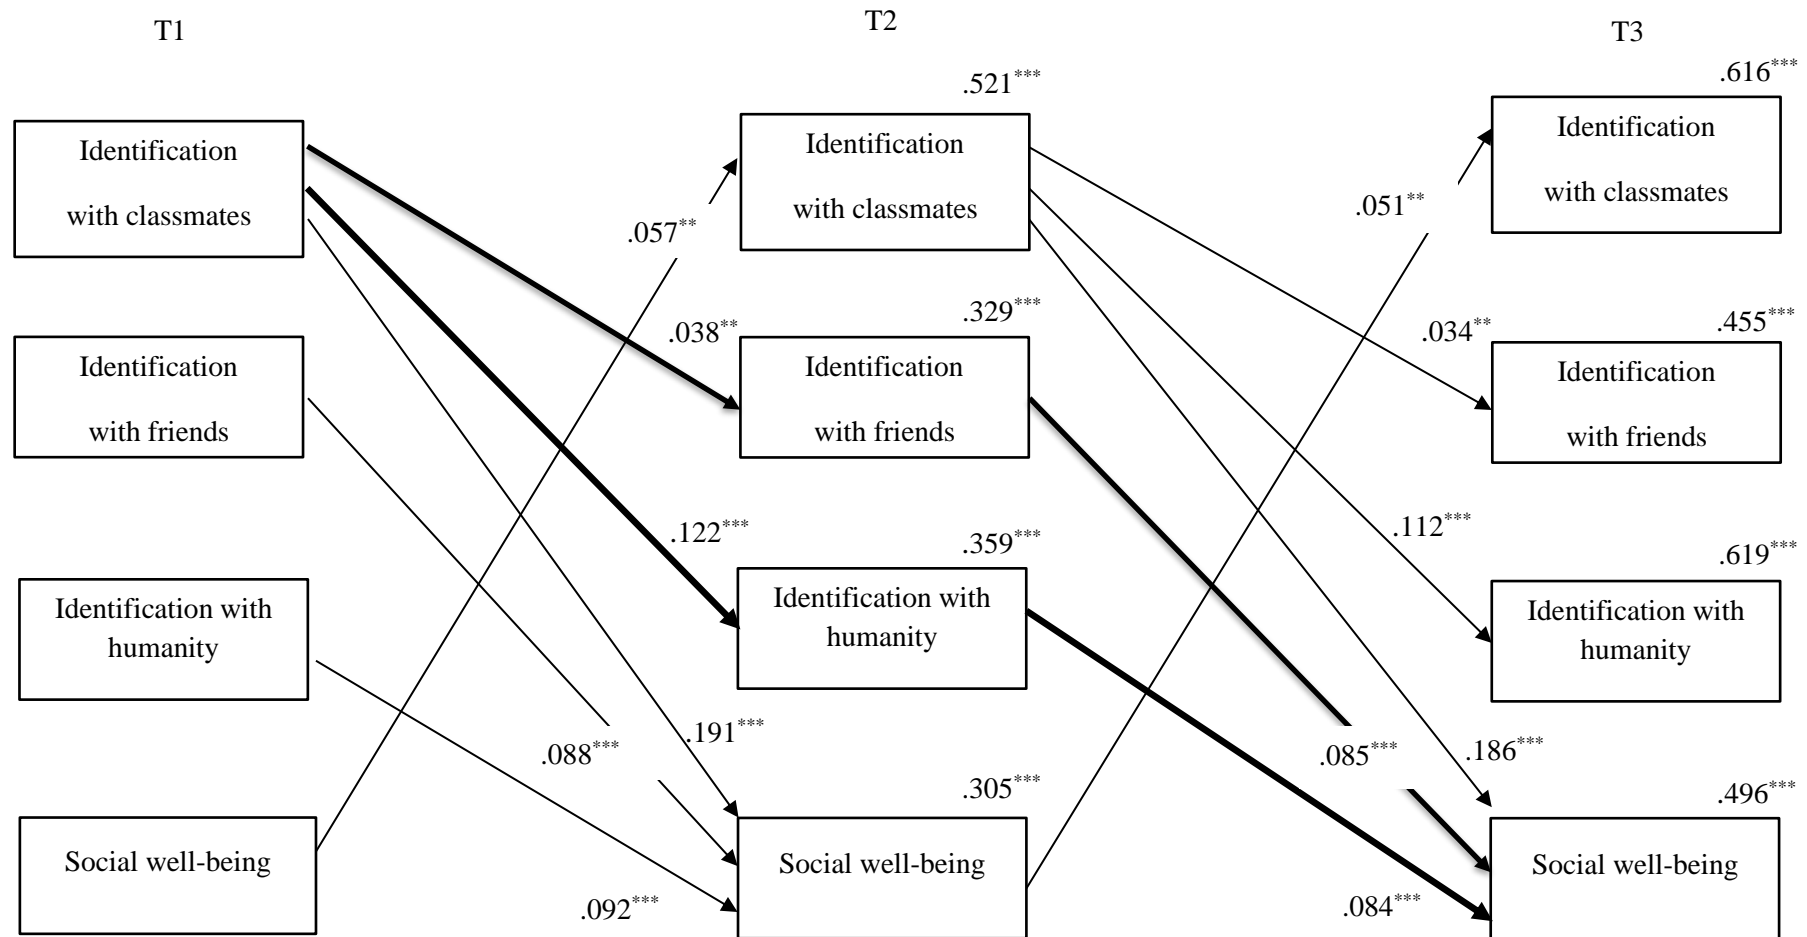 T1
T2
T3
.521***
.616***
Identification
with classmates
Identification
with classmates
Identification
with classmates
.057**
.051**
.038**
.329***
.034**
.455***
Identification
with friends
Identification
with friends
Identification
with friends
.122***
.359***
.112***
.619***
Identification with
humanity
Identification with
humanity
Identification with
humanity
.088***
.191***
.085***
.186***
.305***
.496***
Social well-being
Social well-being
Social well-being
.092***
.084***